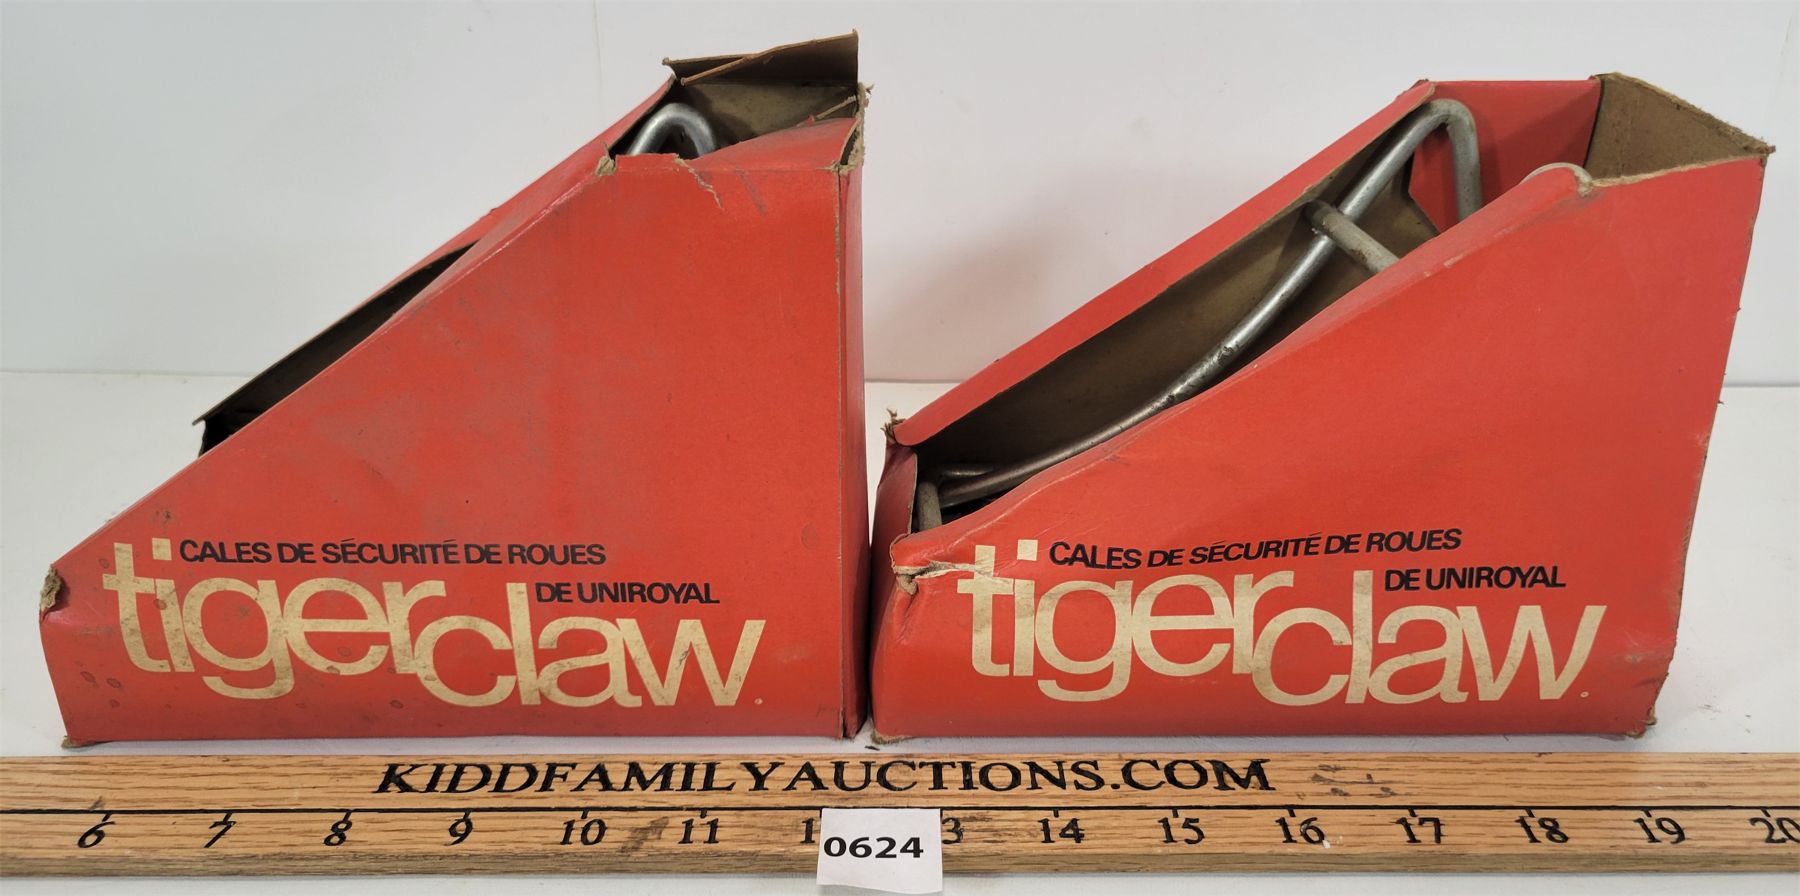 CALES DE SÉCURITÉ DE ROUES
DE UNIROYAL
tigerclaw
CALES DE SÉCURITÉ DE ROUES
DE UNIROYAL
tigerclaw
KIDDFAMILYAUCTIONS.COM
6 7 8 9 10 11 1 3 14 15 16 17 18 19 20
0624